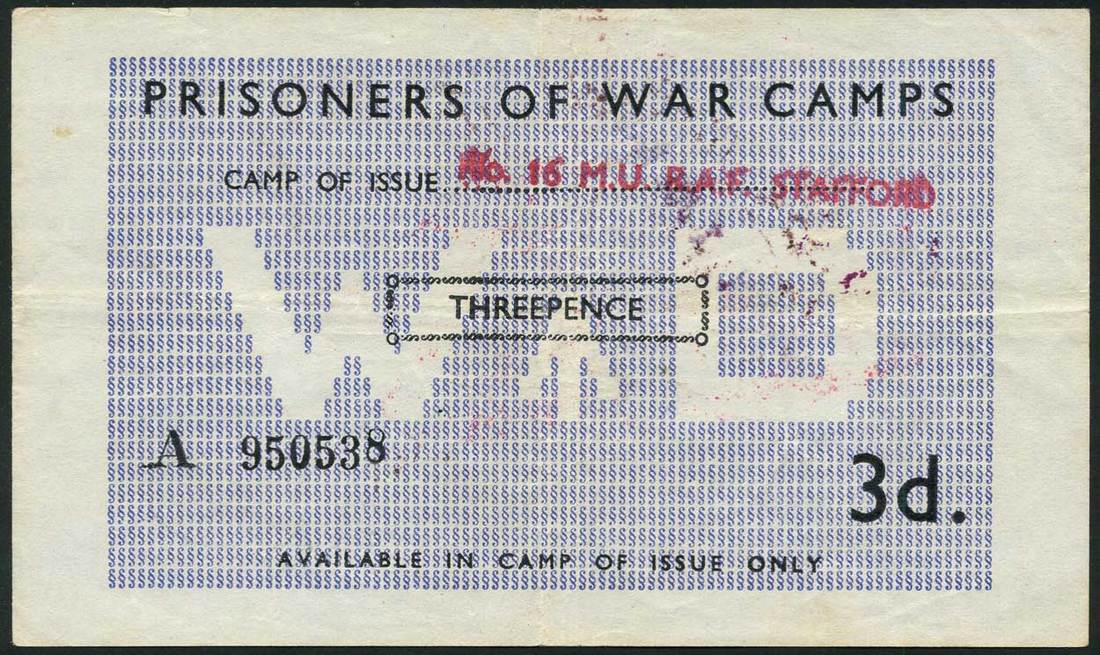 PRISONERS OF WAR CAMPS
CAMP OF ISSUE No. 16 M.U. R.A.F. STAFFORD
W D
THREEPENCE
A 950538
3d.
AVAILABLE IN CAMP OF ISSUE ONLY